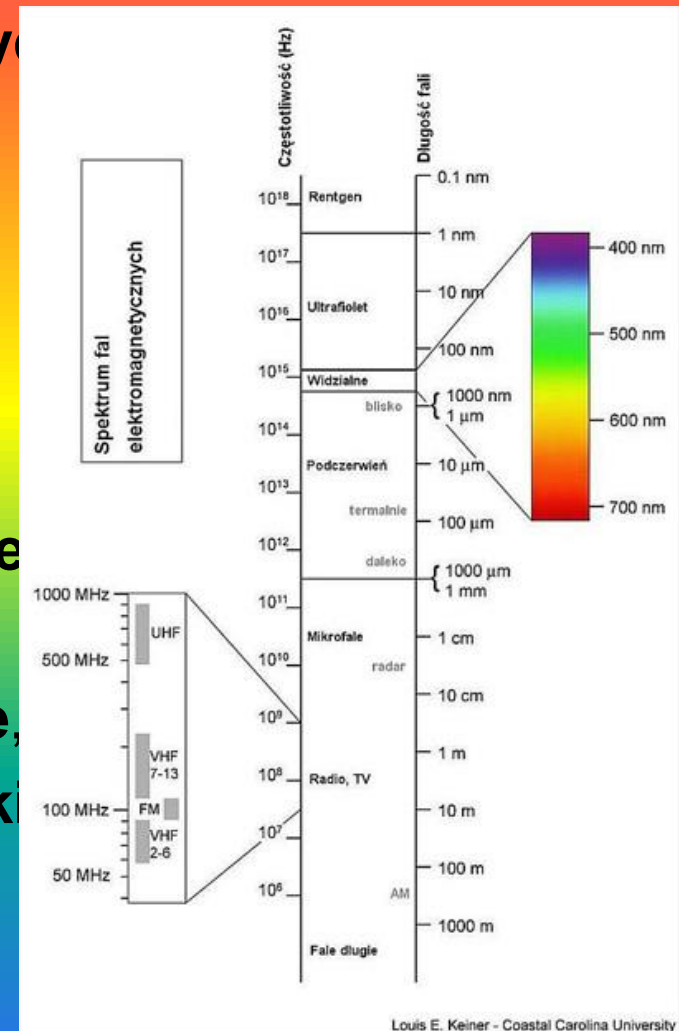 Spektrum fal
elektromagnetycznych
Częstotliwość (Hz)
Długość fali
10¹⁸
10¹⁷
10¹⁶
10¹⁵
10¹⁴
10¹³
10¹²
10¹¹
10¹⁰
10⁹
10⁸
10⁷
10⁶
Rentgen
Ultrafiolet
Widzialne
blisko
Podczerwień
termalnie
daleko
Mikrofale
radar
Radio, TV
AM
Fale dlugie
0.1 nm
1 nm
10 nm
100 nm
1000 nm
1 µm
10 µm
100 µm
1000 µm
1 mm
1 cm
10 cm
1 m
10 m
100 m
1000 m
400 nm
500 nm
600 nm
700 nm
1000 MHz
500 MHz
100 MHz
50 MHz
UHF
VHF
7-13
FM
VHF
2-6
Louis E. Keiner - Coastal Carolina University